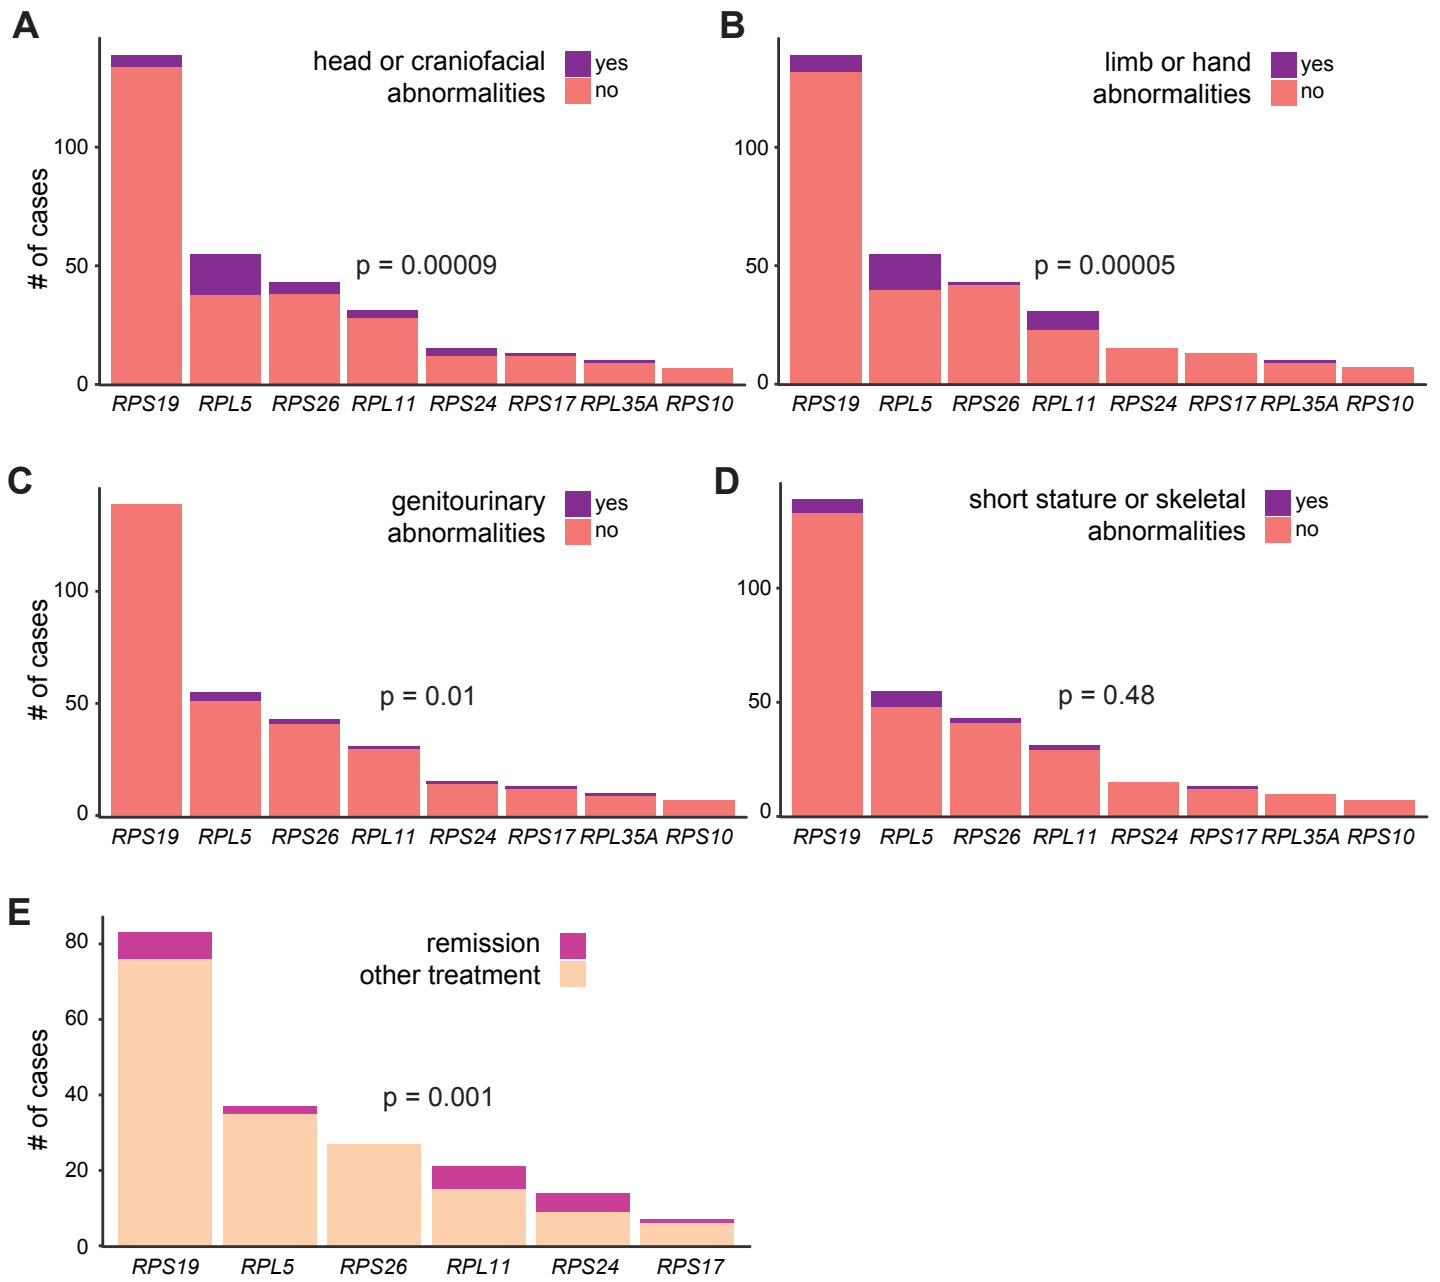 A
head or craniofacial
abnormalities
yes
no
# of cases
100
50
0
p = 0.00009
RPS19 RPL5 RPS26 RPL11 RPS24 RPS17 RPL35A RPS10
B
limb or hand
abnormalities
yes
no
100
50
0
p = 0.00005
RPS19 RPL5 RPS26 RPL11 RPS24 RPS17 RPL35A RPS10
C
genitourinary
abnormalities
yes
no
# of cases
100
50
0
p = 0.01
RPS19 RPL5 RPS26 RPL11 RPS24 RPS17 RPL35A RPS10
D
short stature or skeletal
abnormalities
yes
no
100
50
0
p = 0.48
RPS19 RPL5 RPS26 RPL11 RPS24 RPS17 RPL35A RPS10
E
remission
other treatment
# of cases
80
60
40
20
0
p = 0.001
RPS19 RPL5 RPS26 RPL11 RPS24 RPS17